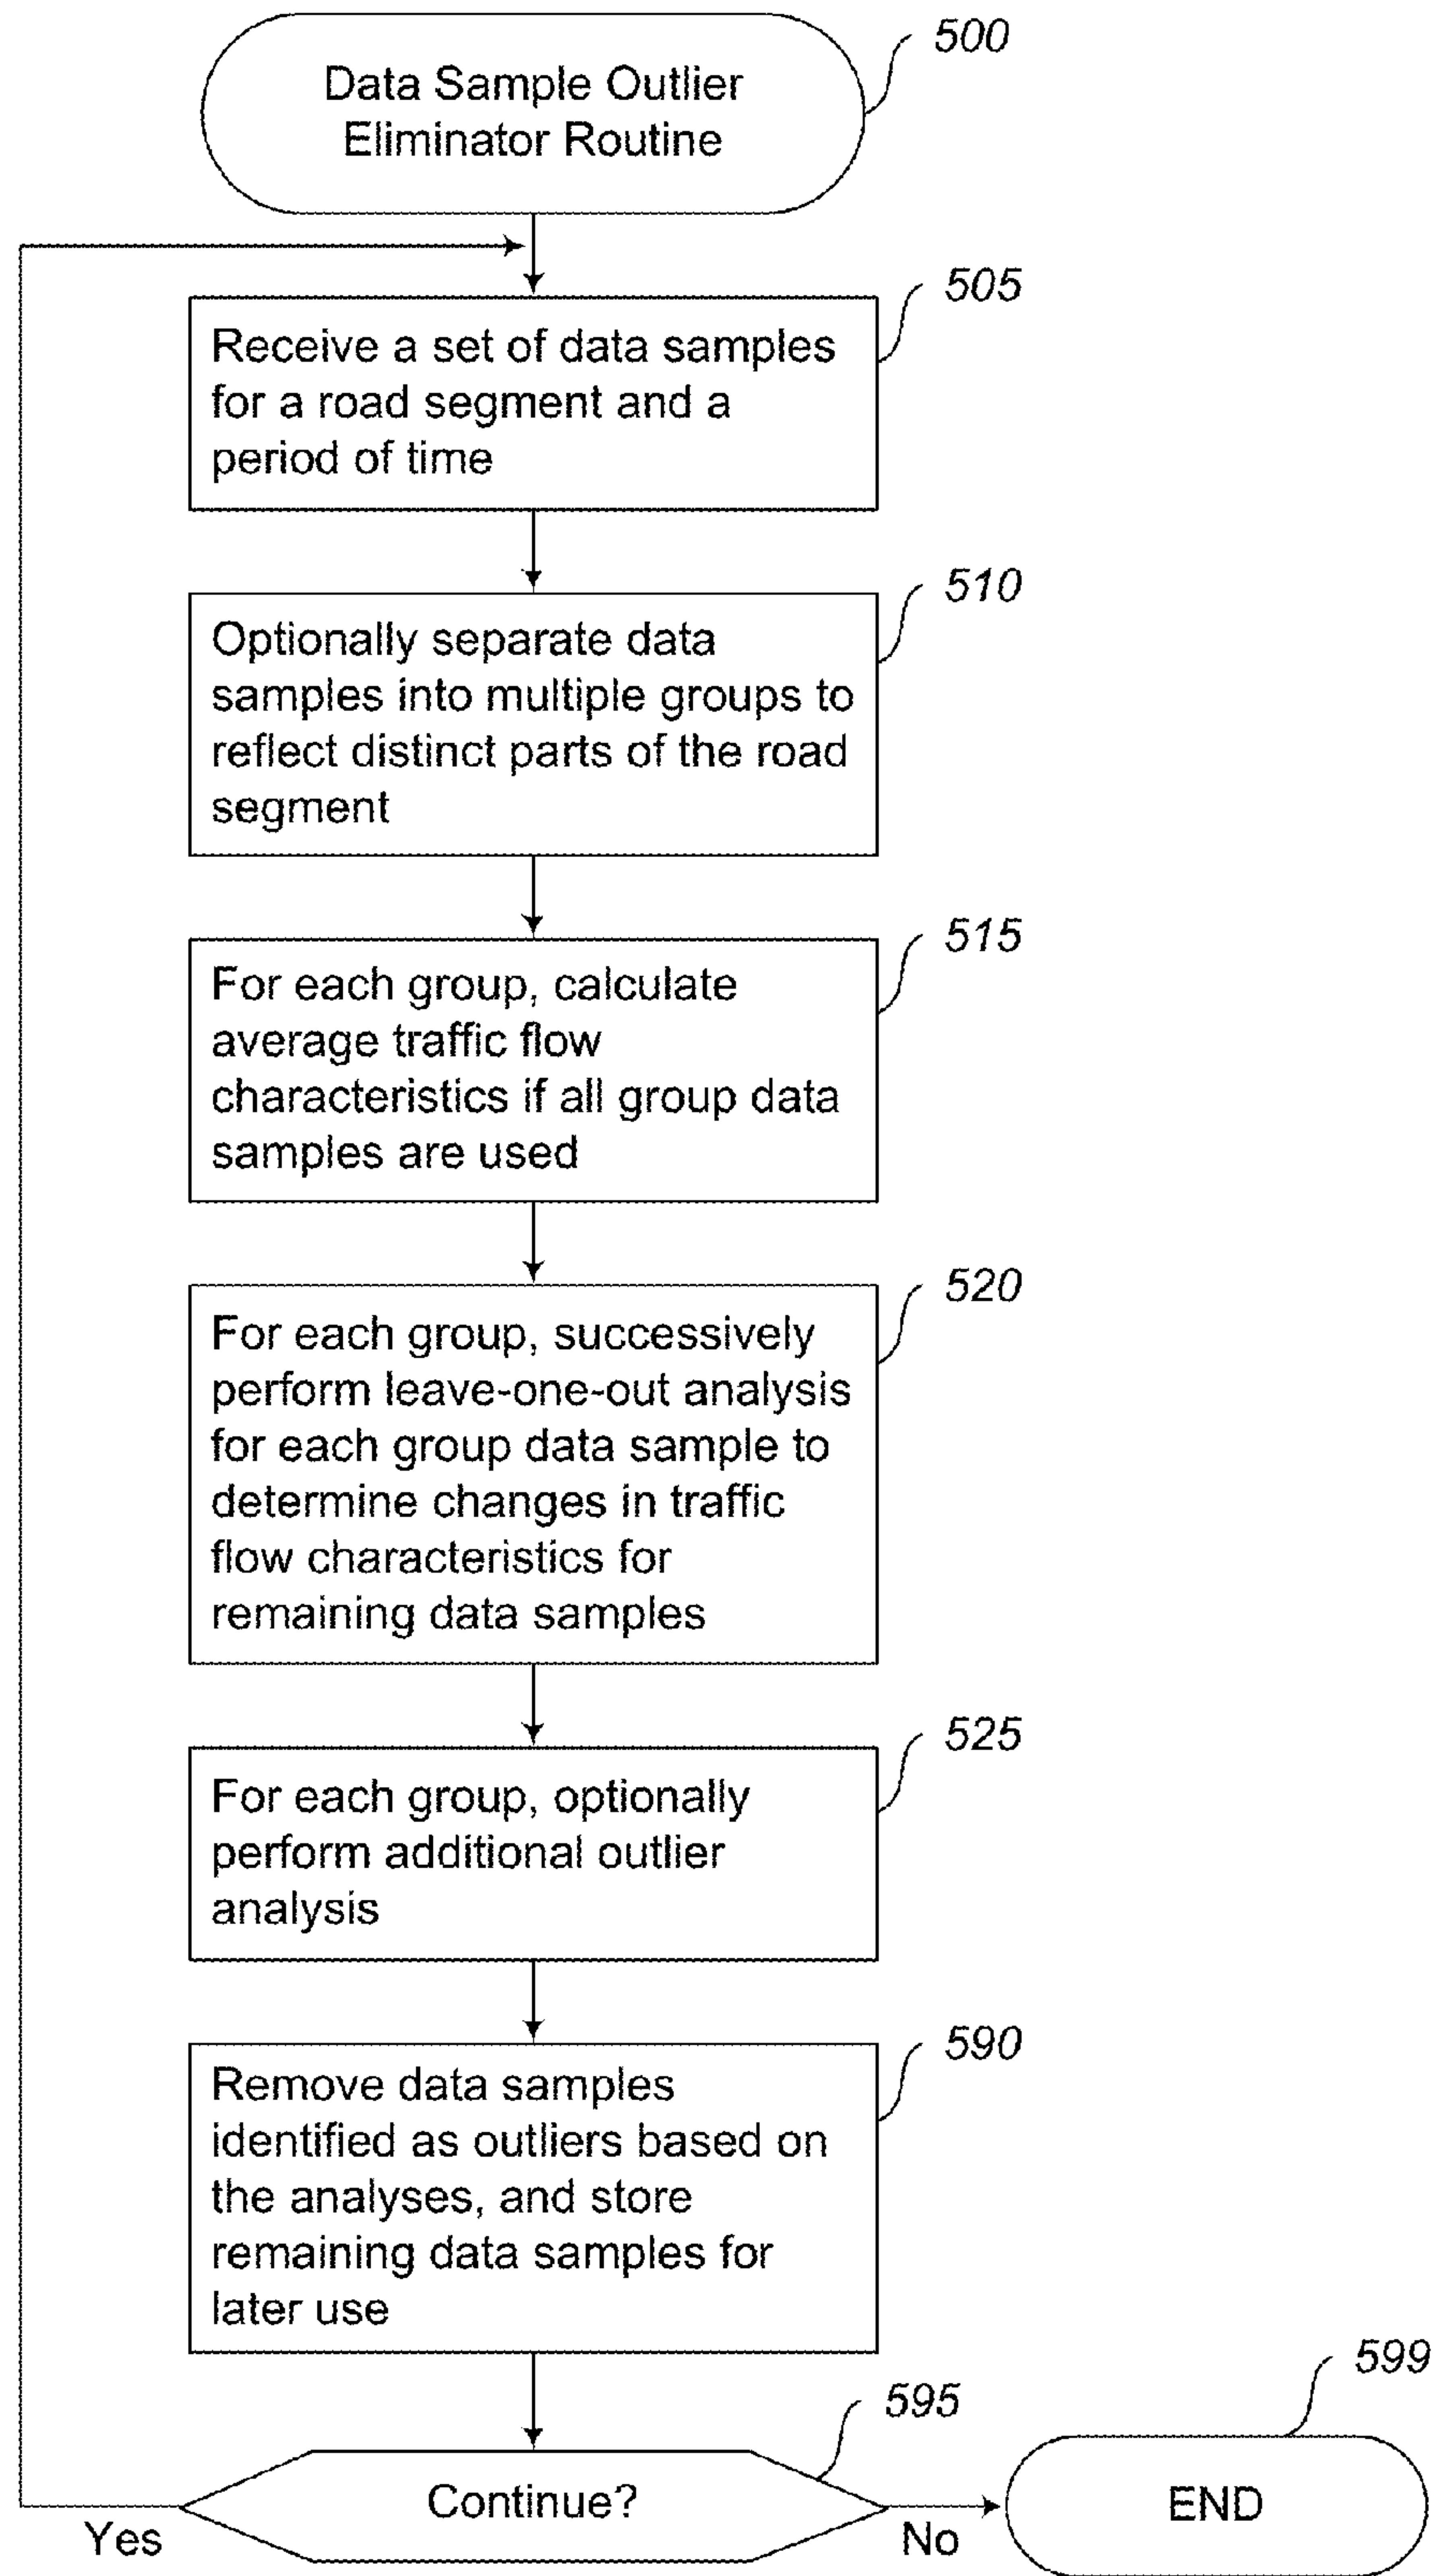 500
Data Sample Outlier
Eliminator Routine
505
Receive a set of data samples
for a road segment and a
period of time
510
Optionally separate data
samples into multiple groups to
reflect distinct parts of the road
segment
515
For each group, calculate
average traffic flow
characteristics if all group data
samples are used
520
For each group, successively
perform leave-one-out analysis
for each group data sample to
determine changes in traffic
flow characteristics for
remaining data samples
525
For each group, optionally
perform additional outlier
analysis
590
Remove data samples
identified as outliers based on
the analyses, and store
remaining data samples for
later use
599
595
Continue?
END
Yes
No